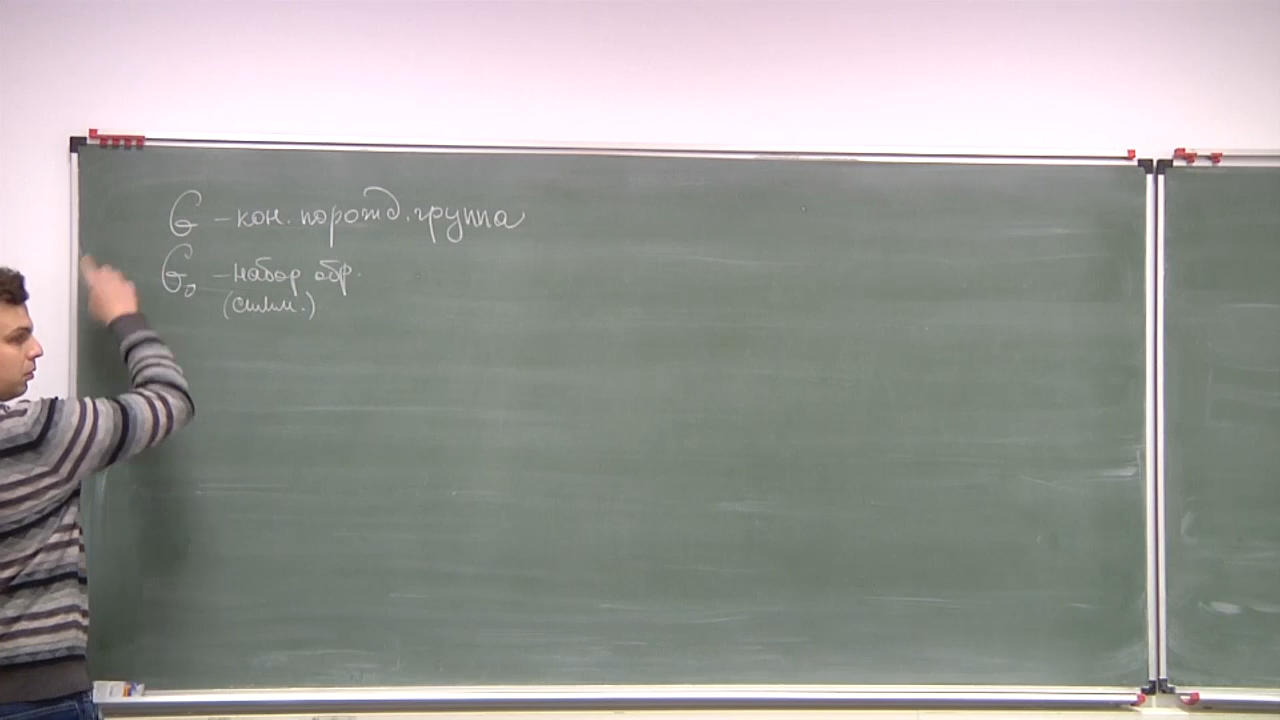 G – кон. порожд. группа
G₀ – набор обр.
(симм.)